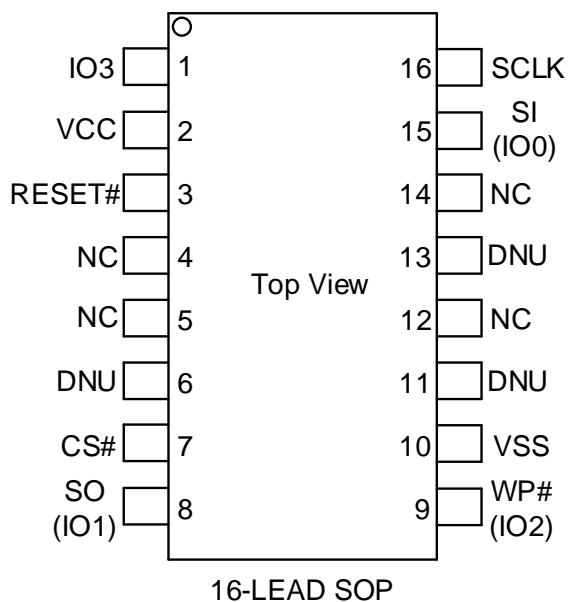 IO3 1 16 SCLK
VCC 2 15 SI
(IO0)
RESET# 3 14 NC
NC 4 13 DNU
Top View
NC 5 12 NC
DNU 6 11 DNU
CS# 7 10 VSS
SO
(IO1) 8 9 WP#
(IO2)
16-LEAD SOP